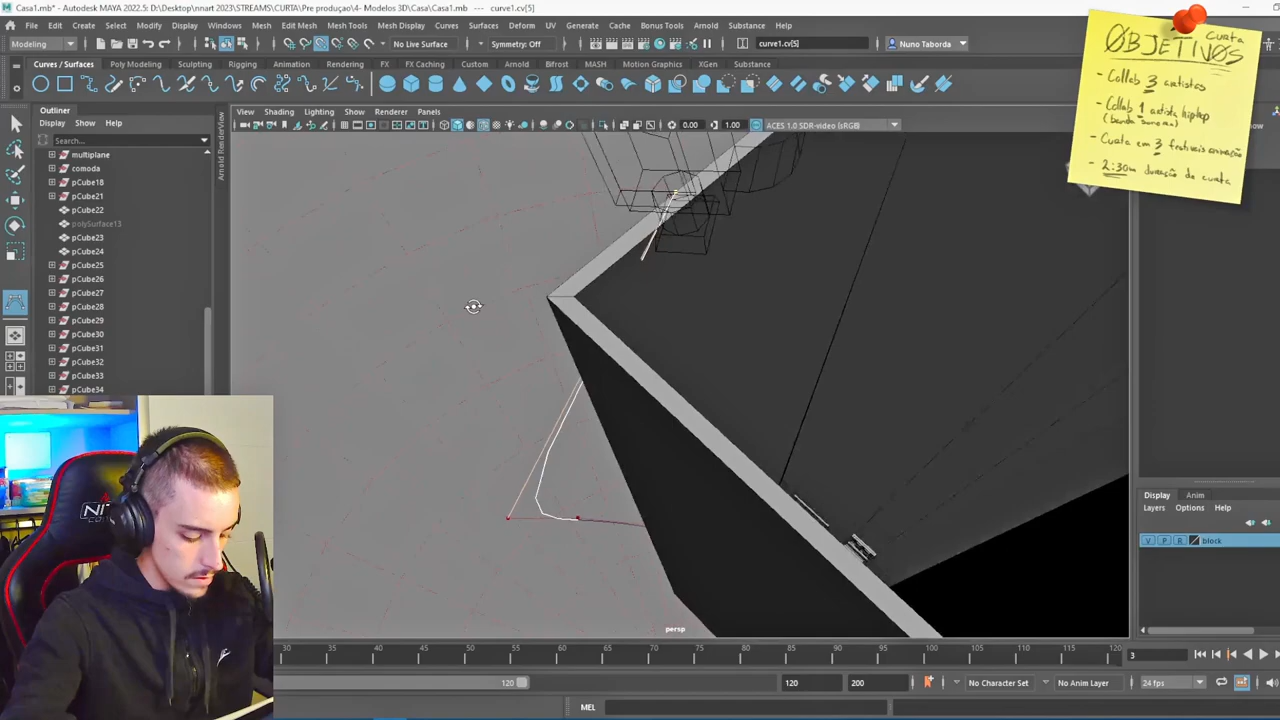 Casa1.mb* - Autodesk MAYA 2022.5: D:\Desktop\nnart 2023\STREAMS\CURTA\Pre produçao\4- Modelos 3D\Casa\Casa1.mb --- curve1.cv[5]
File Edit Create Select Modify Display Windows Mesh Edit Mesh Mesh Tools Mesh Display Curves Surfaces Deform UV Generate Cache Bonus Tools Arnold Substance Help
Modeling No Live Surface Symmetry: Off curve1.cv[5] Nuno Taborda
Curves / Surfaces Poly Modeling Sculpting Rigging Animation Rendering FX FX Caching Custom Arnold Bifrost MASH Motion Graphics XGen Substance
Outliner
Display Show Help
Search...
multiplane
comoda
pCube18
pCube21
pCube22
polySurface13
pCube23
pCube24
pCube25
pCube26
pCube27
pCube28
pCube29
pCube30
pCube31
pCube32
pCube33
pCube34
Arnold RenderView
View Shading Lighting Show Renderer Panels
0.00 1.00 ACES 1.0 SDR-video (sRGB)
persp
OBJETIVOS curta
- Collab 3 artistas
- Collab 1 artista hiphop
(banda sonora)
- Curta em 3 festivais animação
- 2:30m duração da curta
Display Anim
Layers Options Help
V P R block
30 35 40 45 50 55 60 65 70 75 80 85 90 95 100 105 110 115 120 3
120 120 200 No Character Set No Anim Layer 24 fps
MEL